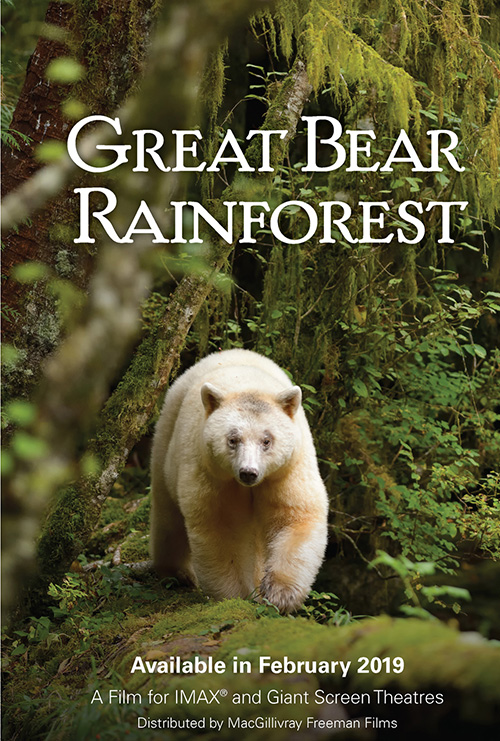 GREAT BEAR
RAINFOREST
Available in February 2019
A Film for IMAX® and Giant Screen Theatres
Distributed by MacGillivray Freeman Films